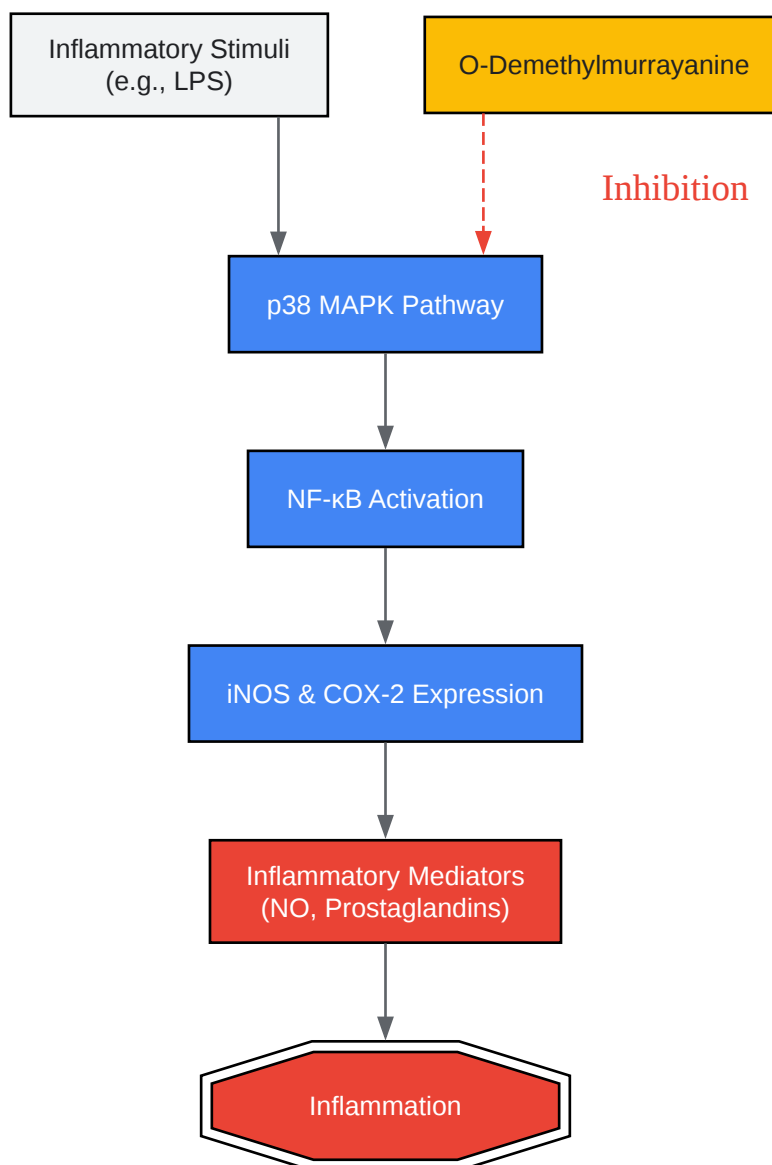 Inflammatory Stimuli
(e.g., LPS)
O-Demethylmurrayanine
Inhibition
p38 MAPK Pathway
NF-κB Activation
iNOS & COX-2 Expression
Inflammatory Mediators
(NO, Prostaglandins)
Inflammation